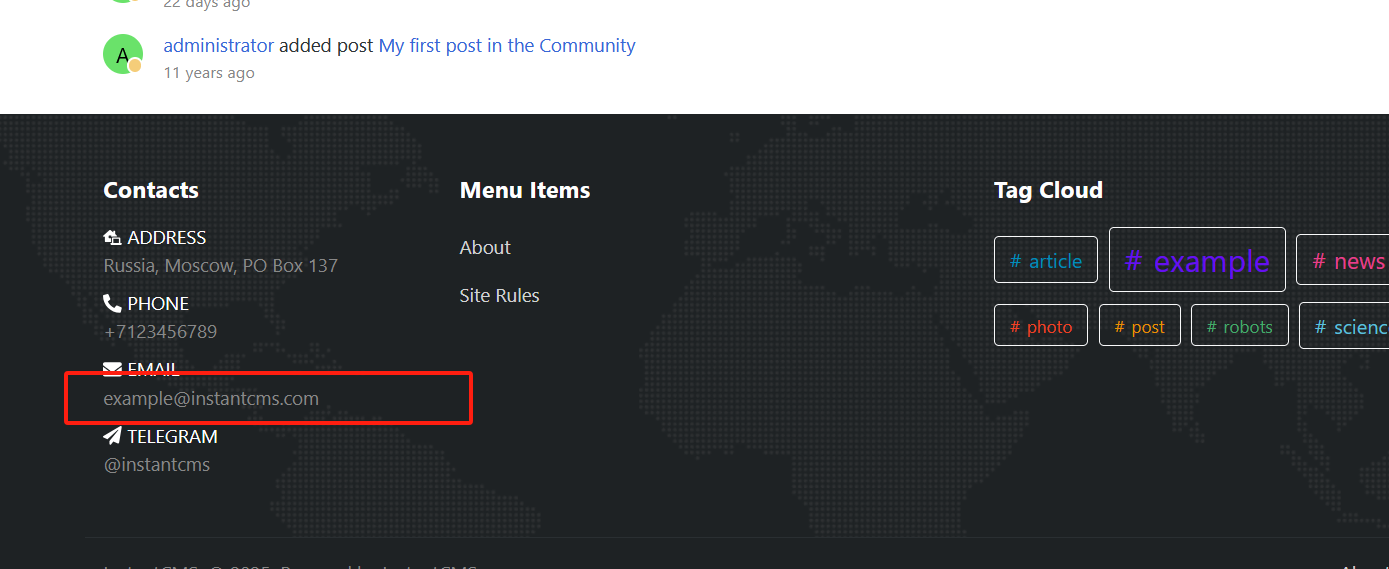 22 days ago
A
administrator added post My first post in the Community
11 years ago
Contacts
ADDRESS
Russia, Moscow, PO Box 137
PHONE
+7123456789
EMAIL
example@instantcms.com
TELEGRAM
@instantcms
Menu Items
About
Site Rules
Tag Cloud
# article # example # news
# photo # post # robots # scienc